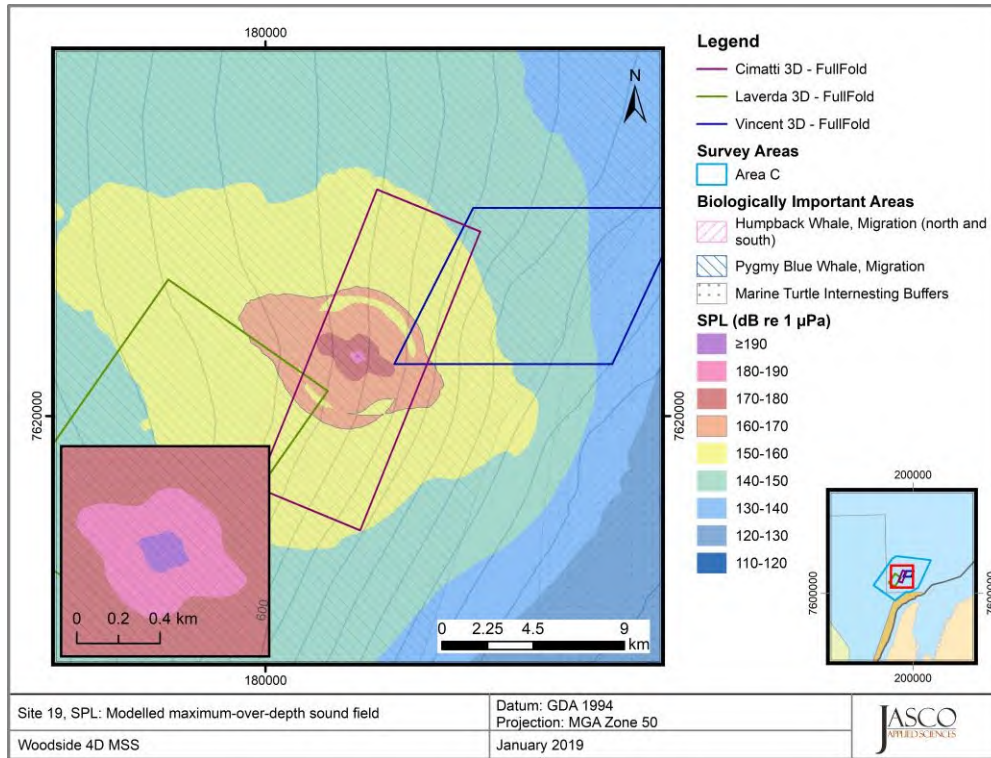 180000
N
7620000
7620000
600
0 0.2 0.4 km
0 2.25 4.5 9
km
180000
Legend
Cimatti 3D - FullFold
Laverda 3D - FullFold
Vincent 3D - FullFold
Survey Areas
Area C
Biologically Important Areas
Humpback Whale, Migration (north and
south)
Pygmy Blue Whale, Migration
Marine Turtle Internesting Buffers
SPL (dB re 1 µPa)
≥190
180-190
170-180
160-170
150-160
140-150
130-140
120-130
110-120
200000
7600000
7600000
200000
Site 19, SPL: Modelled maximum-over-depth sound field
Datum: GDA 1994
Projection: MGA Zone 50
Woodside 4D MSS
January 2019
JASCO
APPLIED SCIENCES